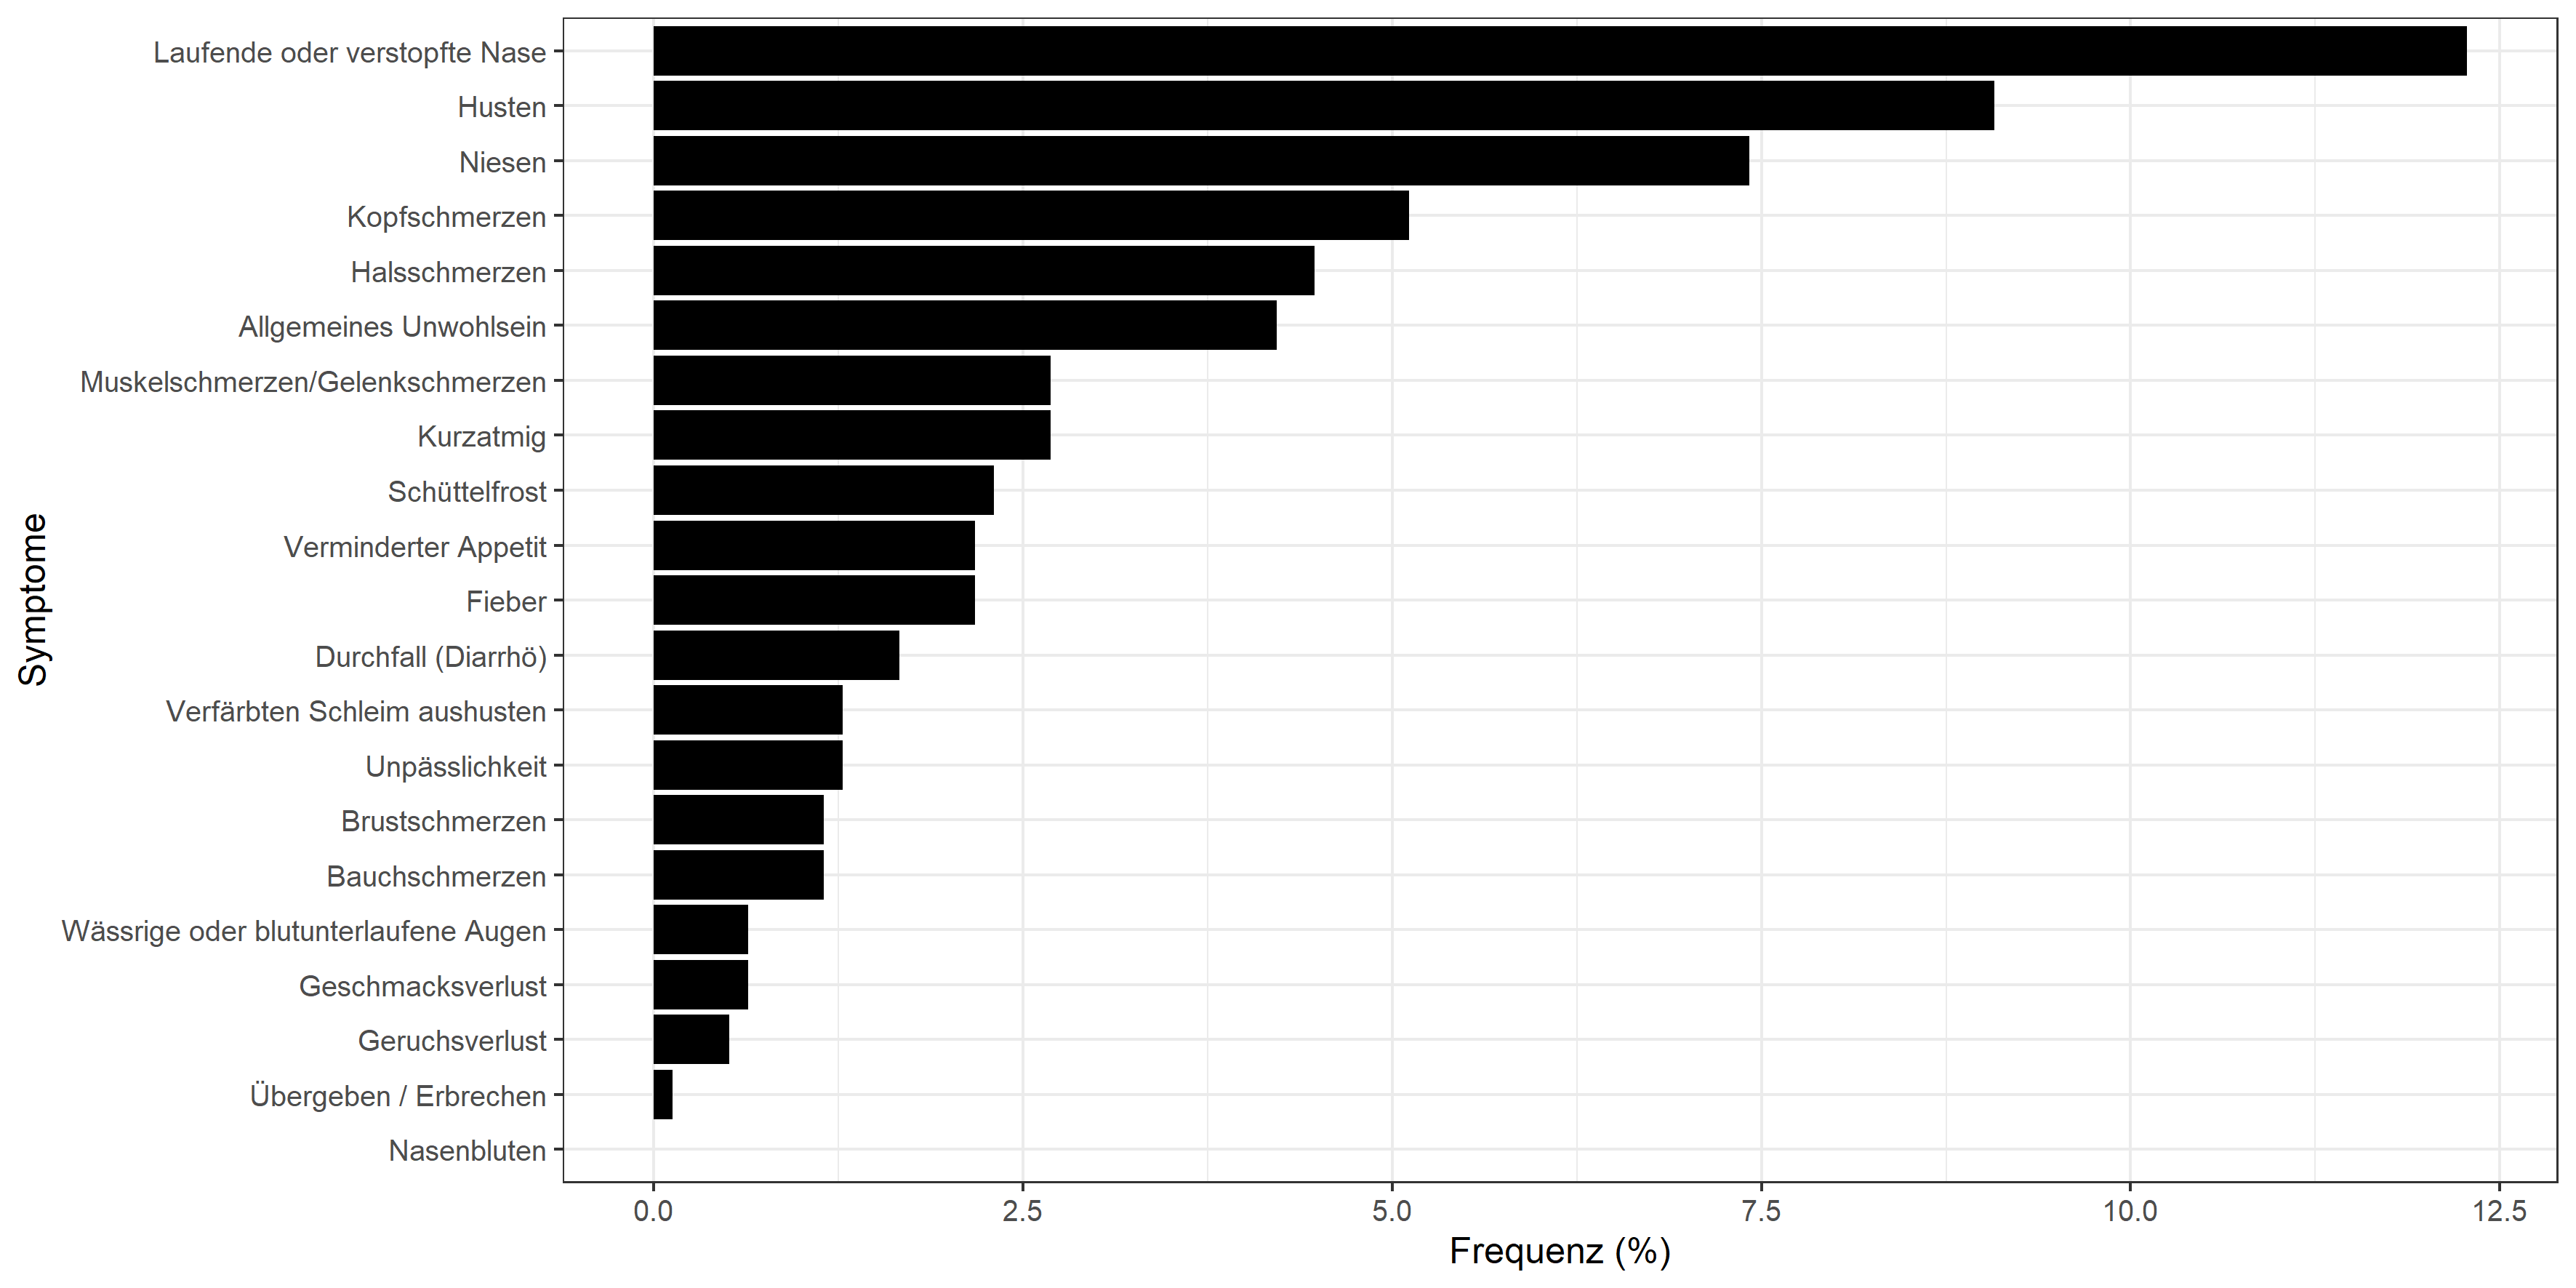 Laufende oder verstopfte Nase
Husten
Niesen
Kopfschmerzen
Halsschmerzen
Allgemeines Unwohlsein
Muskelschmerzen/Gelenkschmerzen
Kurzatmig
Schüttelfrost
Verminderter Appetit
Fieber
Durchfall (Diarrhö)
Verfärbten Schleim aushusten
Unpässlichkeit
Brustschmerzen
Bauchschmerzen
Wässrige oder blutunterlaufene Augen
Geschmacksverlust
Geruchsverlust
Übergeben / Erbrechen
Nasenbluten
Symptome
0.0 2.5 5.0 7.5 10.0 12.5
Frequenz (%)